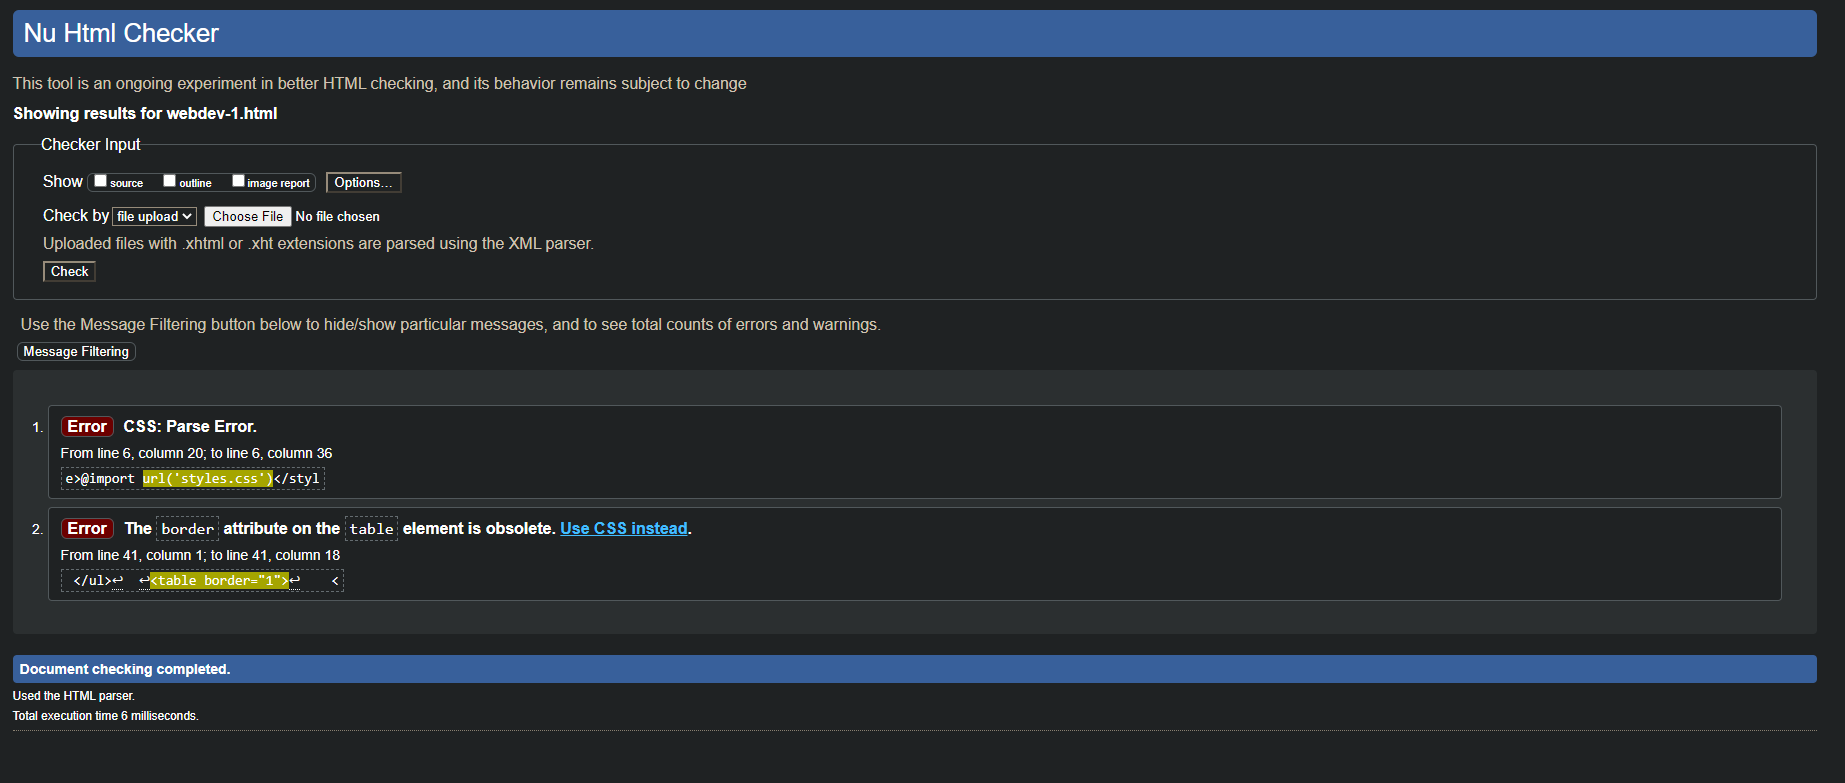 Nu Html Checker
This tool is an ongoing experiment in better HTML checking, and its behavior remains subject to change
Showing results for webdev-1.html
Checker Input
Show source outline image report Options...
Check by file upload Choose File No file chosen
Uploaded files with .xhtml or .xht extensions are parsed using the XML parser.
Check
Use the Message Filtering button below to hide/show particular messages, and to see total counts of errors and warnings.
Message Filtering
1. Error CSS: Parse Error.
From line 6, column 20; to line 6, column 36
e>@import url('styles.css')</styl
2. Error The border attribute on the table element is obsolete. Use CSS instead.
From line 41, column 1; to line 41, column 18
</ul>↩ ↩<table border="1">↩ <
Document checking completed.
Used the HTML parser.
Total execution time 6 milliseconds.